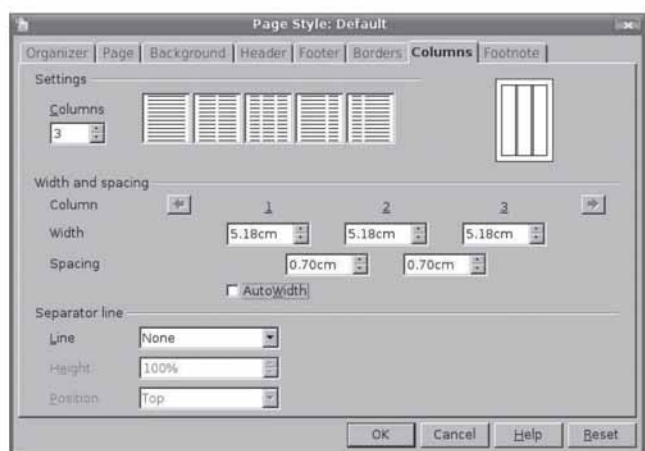 Page Style: Default
Organizer Page Background Header Footer Borders Columns Footnote
Settings
Columns
3
Width and spacing
Column 1 2 3
Width 5.18cm 5.18cm 5.18cm
Spacing 0.70cm 0.70cm
AutoWidth
Separator line
Line None
Height 100%
Position Top
OK Cancel Help Reset